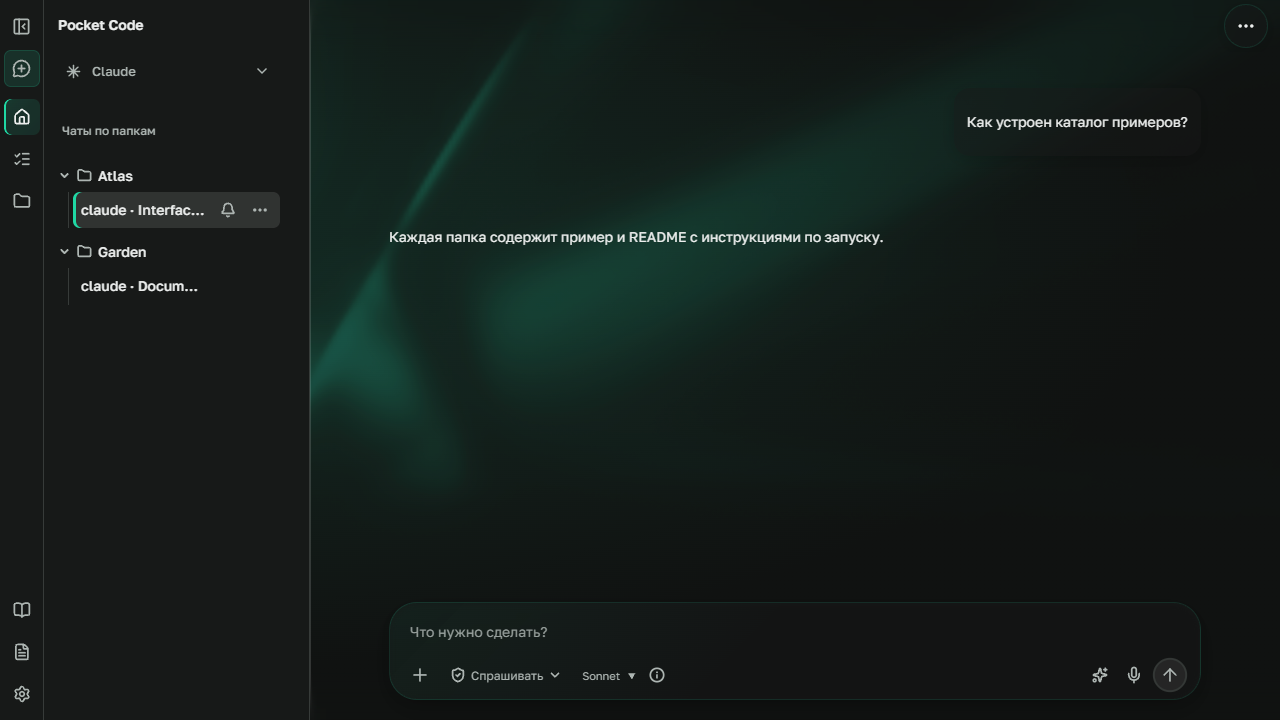 Pocket Code
Claude
Чаты по папкам
Atlas
claude · Interfac...
Garden
claude · Docum...
Как устроен каталог примеров?
Каждая папка содержит пример и README с инструкциями по запуску.
Что нужно сделать?
Спрашивать
Sonnet